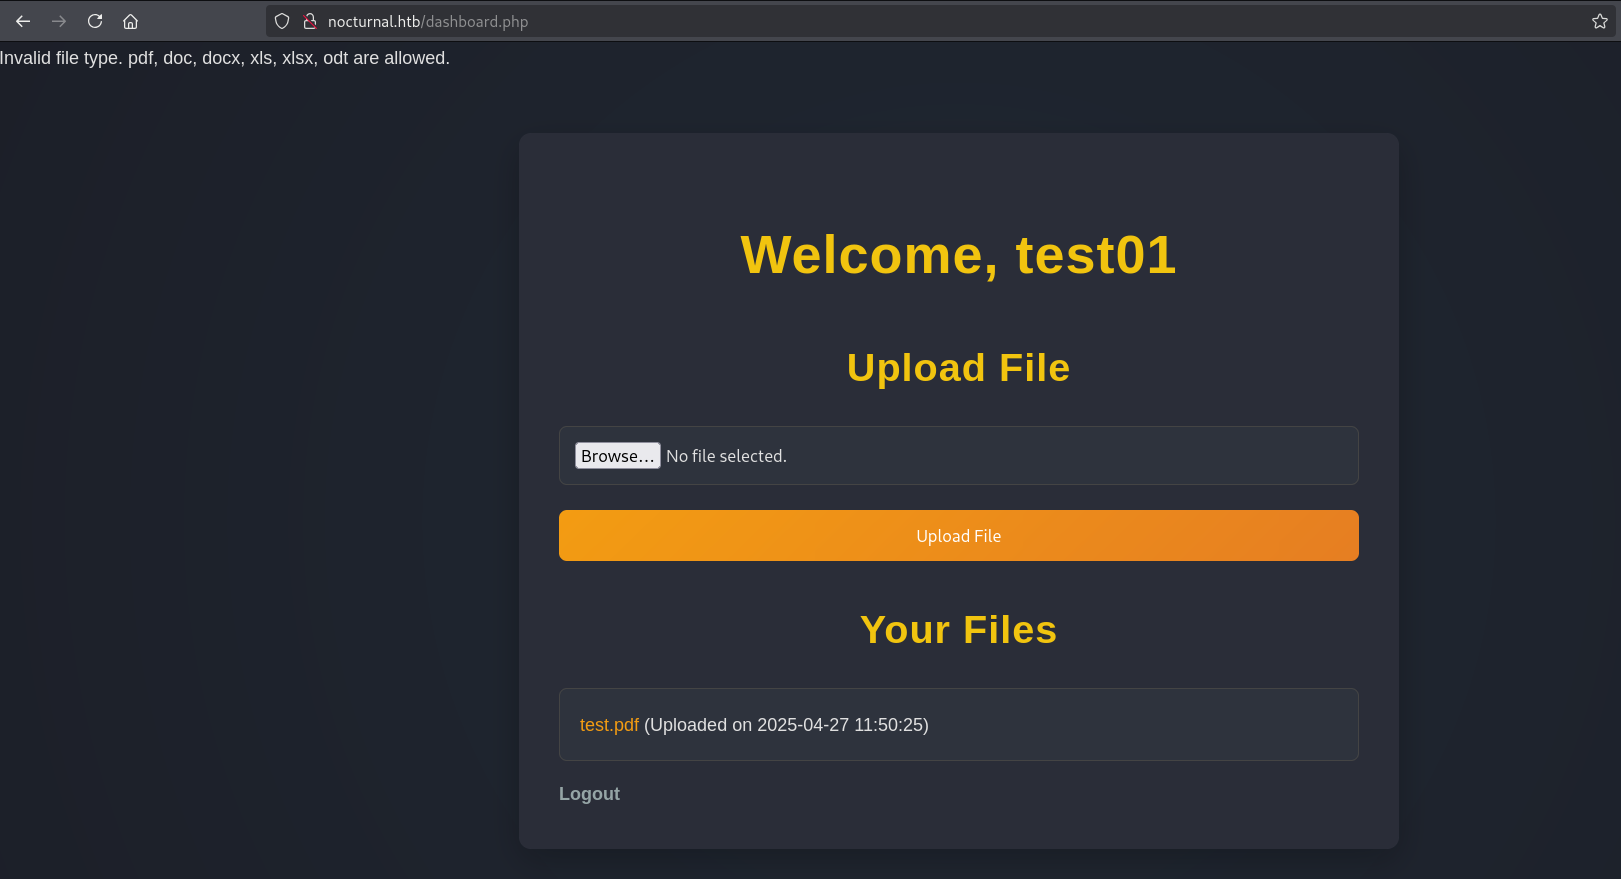 nocturnal.htb/dashboard.php
Invalid file type. pdf, doc, docx, xls, xlsx, odt are allowed.
Welcome, test01
Upload File
Browse... No file selected.
Upload File
Your Files
test.pdf (Uploaded on 2025-04-27 11:50:25)
Logout